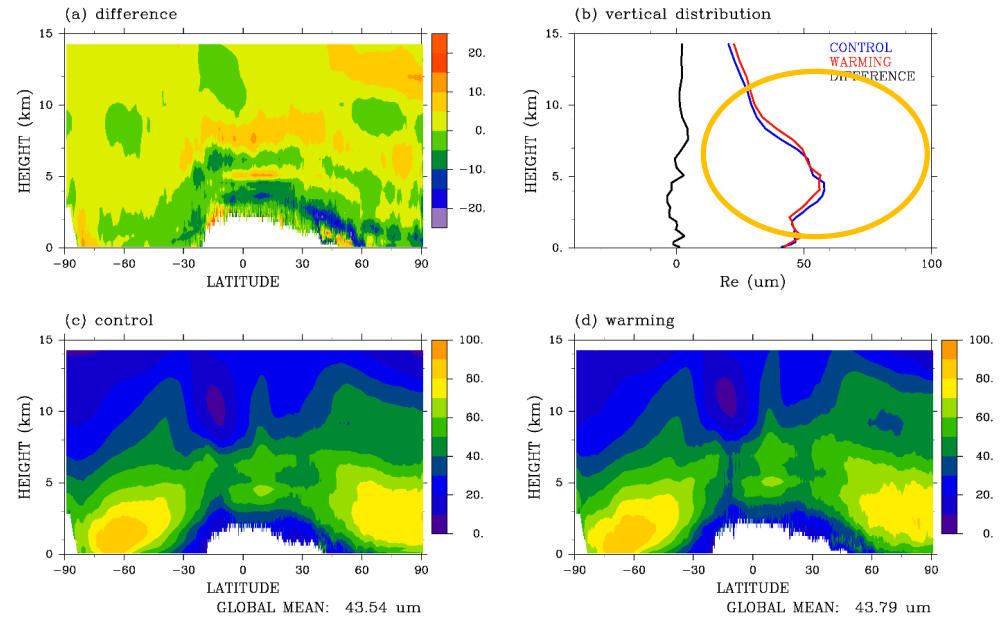 (a) difference
15
10
5
0
HEIGHT (km)
-90 -60 -30 0 30 60 90
LATITUDE
20.
10.
0.
-10.
-20.
(b) vertical distribution
15
10
5
0
HEIGHT (km)
CONTROL
WARMING
DIFFERENCE
0 50 100
Re (um)
(c) control
15
10
5
0
HEIGHT (km)
-90 -60 -30 0 30 60 90
LATITUDE
GLOBAL MEAN: 43.54 um
100.
80.
60.
40.
20.
0.
(d) warming
15
10
5
0
HEIGHT (km)
-90 -60 -30 0 30 60 90
LATITUDE
GLOBAL MEAN: 43.79 um
100.
80.
60.
40.
20.
0.